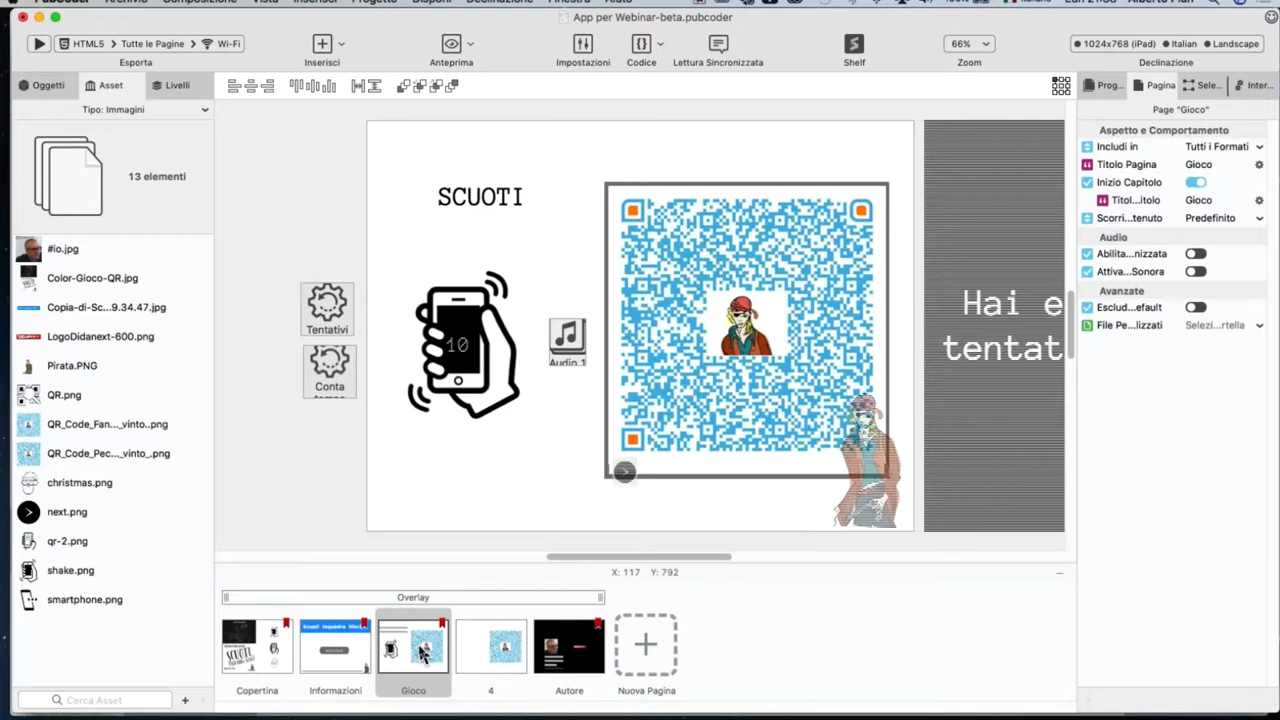 App per Webinar-beta.pubcoder
HTML5 > Tutte le Pagine > Wi-Fi
66%
1024x768 (iPad) Italian Landscape
Esporta
Inserisci
Anteprima
Impostazioni
Codice
Lettura Sincronizzata
Shelf
Zoom
Declinazione
Oggetti
Asset
Livelli
Prog...
Pagina
Sele...
Inter...
Tipo: Immagini
Page "Gioco"
13 elementi
#io.jpg
Color-Gioco-QR.jpg
Copia-di-Sc...9.34.47.jpg
LogoDidanext-600.png
Pirata.PNG
QR.png
QR_Code_Fan..._vinto..png
QR_Code_Pec..._vinto_.png
christmas.png
next.png
qr-2.png
shake.png
smartphone.png
Cerca Asset
SCUOTI
Tentativi
Conta
tempo
10
Audio 1
Hai e
tentat
Aspetto e Comportamento
Includi in Tutti i Formati
Titolo Pagina Gioco
Inizio Capitolo
Titol...itolo Gioco
Scorri...tenuto Predefinito
Audio
Abilita...nizzata
Attiva...Sonora
Avanzate
Esclud...efault
File Pe...lizzati Selezi...rtella
X: 117 Y: 792
Overlay
Copertina
Informazioni
Gioco
4
Autore
Nuova Pagina